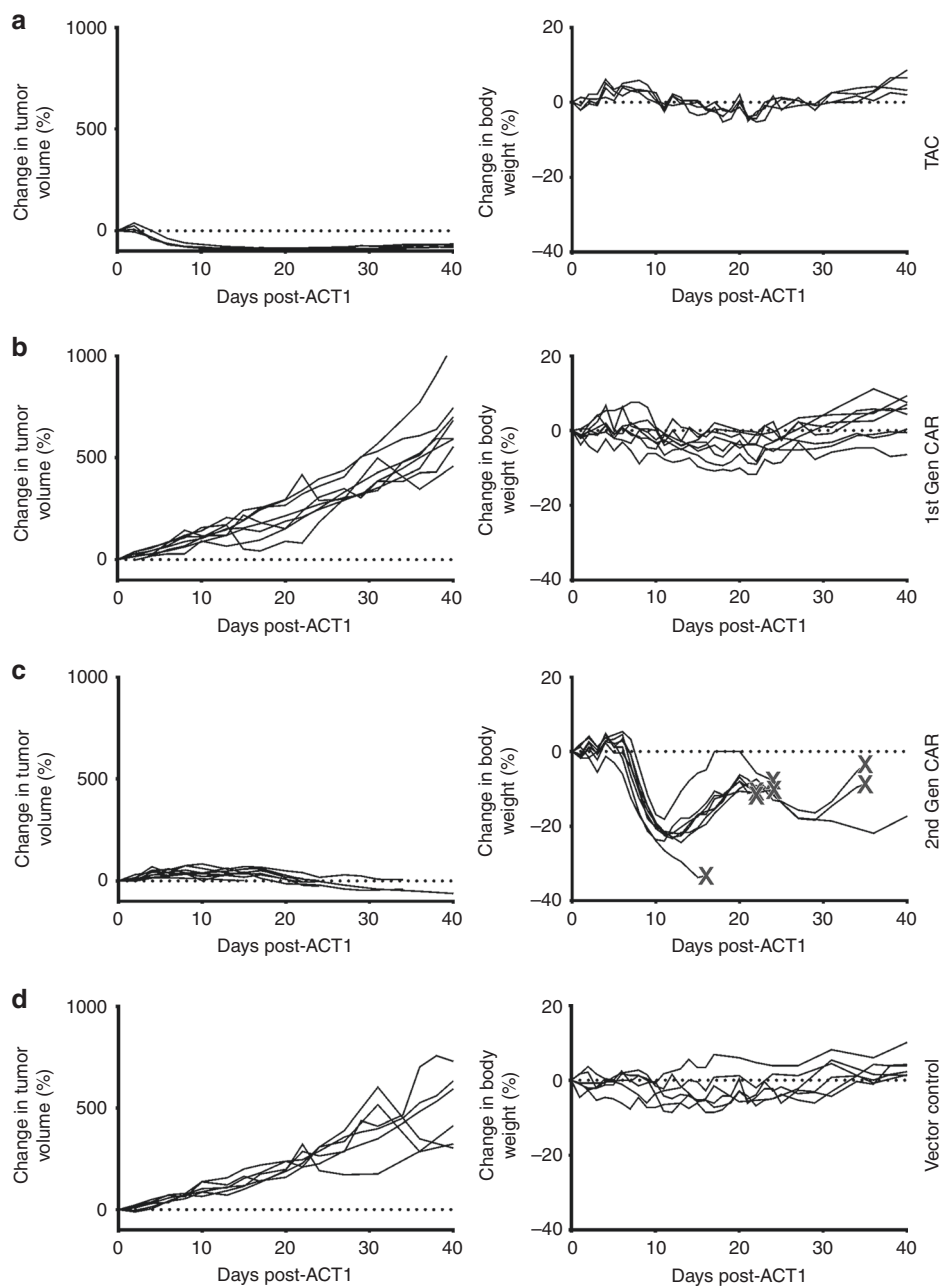 a
1000
500
0
Change in tumor
volume (%)
0 10 20 30 40
Days post-ACT1
20
0
−20
−40
Change in body
weight (%)
0 10 20 30 40
Days post-ACT1
TAC
b
1000
500
0
Change in tumor
volume (%)
0 10 20 30 40
Days post-ACT1
20
0
−20
−40
Change in body
weight (%)
0 10 20 30 40
Days post-ACT1
1st Gen CAR
c
1000
500
0
Change in tumor
volume (%)
0 10 20 30 40
Days post-ACT1
20
0
−20
−40
Change in body
weight (%)
X X X X X X X
0 10 20 30 40
Days post-ACT1
2nd Gen CAR
d
1000
500
0
Change in tumor
volume (%)
0 10 20 30 40
Days post-ACT1
20
0
−20
−40
Change in body
weight (%)
0 10 20 30 40
Days post-ACT1
Vector control